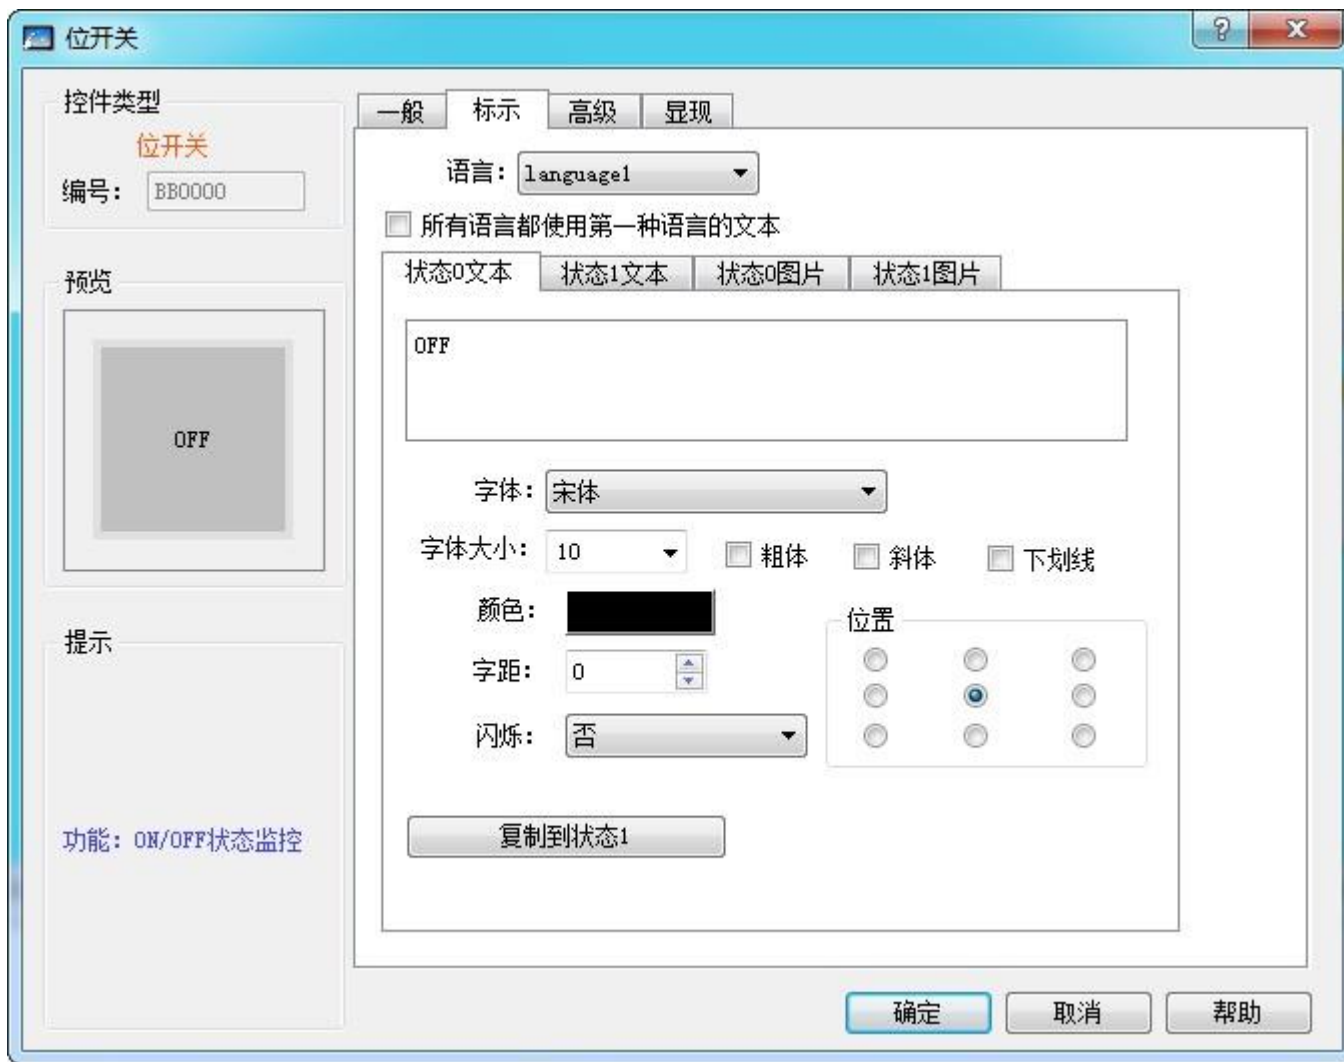 位开关
控件类型
位开关
编号: BB0000
预览
OFF
提示
功能: ON/OFF状态监控
一般 标示 高级 显现
语言: language1
所有语言都使用第一种语言的文本
状态0文本 状态1文本 状态0图片 状态1图片
OFF
字体: 宋体
字体大小: 10 粗体 斜体 下划线
颜色:
位置
字距: 0
闪烁: 否
复制到状态1
确定 取消 帮助